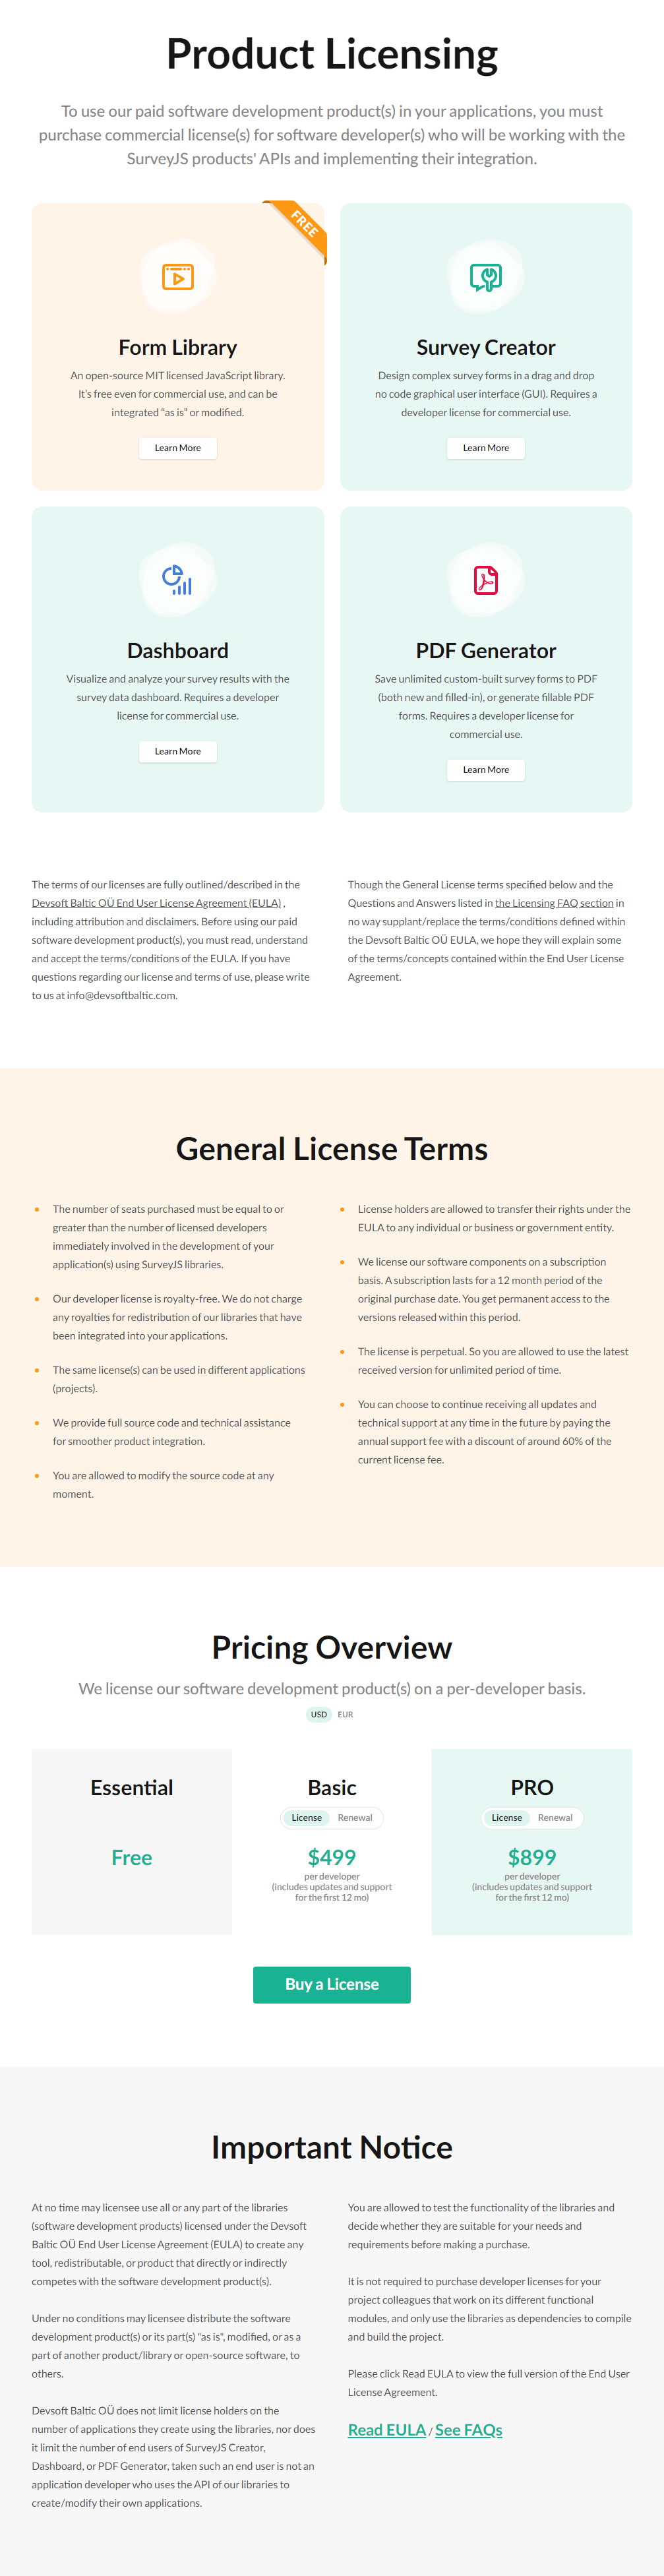 Product Licensing
To use our paid software development product(s) in your applications, you must
purchase commercial license(s) for software developer(s) who will be working with the
SurveyJS products' APIs and implementing their integration.
FREE
Form Library
An open-source MIT licensed JavaScript library.
It's free even for commercial use, and can be
integrated "as is" or modified.
Learn More
Survey Creator
Design complex survey forms in a drag and drop
no code graphical user interface (GUI). Requires a
developer license for commercial use.
Learn More
Dashboard
Visualize and analyze your survey results with the
survey data dashboard. Requires a developer
license for commercial use.
Learn More
PDF Generator
Save unlimited custom-built survey forms to PDF
(both new and filled-in), or generate fillable PDF
forms. Requires a developer license for
commercial use.
Learn More
The terms of our licenses are fully outlined/described in the
Devsoft Baltic OÜ End User License Agreement (EULA) ,
including attribution and disclaimers. Before using our paid
software development product(s), you must read, understand
and accept the terms/conditions of the EULA. If you have
questions regarding our license and terms of use, please write
to us at info@devsoftbaltic.com.
Though the General License terms specified below and the
Questions and Answers listed in the Licensing FAQ section in
no way supplant/replace the terms/conditions defined within
the Devsoft Baltic OÜ EULA, we hope they will explain some
of the terms/concepts contained within the End User License
Agreement.
General License Terms
• The number of seats purchased must be equal to or
greater than the number of licensed developers
immediately involved in the development of your
application(s) using SurveyJS libraries.
• Our developer license is royalty-free. We do not charge
any royalties for redistribution of our libraries that have
been integrated into your applications.
• The same license(s) can be used in different applications
(projects).
• We provide full source code and technical assistance
for smoother product integration.
• You are allowed to modify the source code at any
moment.
• License holders are allowed to transfer their rights under the
EULA to any individual or business or government entity.
• We license our software components on a subscription
basis. A subscription lasts for a 12 month period of the
original purchase date. You get permanent access to the
versions released within this period.
• The license is perpetual. So you are allowed to use the latest
received version for unlimited period of time.
• You can choose to continue receiving all updates and
technical support at any time in the future by paying the
annual support fee with a discount of around 60% of the
current license fee.
Pricing Overview
We license our software development product(s) on a per-developer basis.
USD EUR
Essential
Free
Basic
License Renewal
$499
per developer
(includes updates and support
for the first 12 mo)
PRO
License Renewal
$899
per developer
(includes updates and support
for the first 12 mo)
Buy a License
Important Notice
At no time may licensee use all or any part of the libraries
(software development products) licensed under the Devsoft
Baltic OÜ End User License Agreement (EULA) to create any
tool, redistributable, or product that directly or indirectly
competes with the software development product(s).
Under no conditions may licensee distribute the software
development product(s) or its part(s) "as is", modified, or as a
part of another product/library or open-source software, to
others.
Devsoft Baltic OÜ does not limit license holders on the
number of applications they create using the libraries, nor does
it limit the number of end users of SurveyJS Creator,
Dashboard, or PDF Generator, taken such an end user is not an
application developer who uses the API of our libraries to
create/modify their own applications.
You are allowed to test the functionality of the libraries and
decide whether they are suitable for your needs and
requirements before making a purchase.
It is not required to purchase developer licenses for your
project colleagues that work on its different functional
modules, and only use the libraries as dependencies to compile
and build the project.
Please click Read EULA to view the full version of the End User
License Agreement.
Read EULA / See FAQs